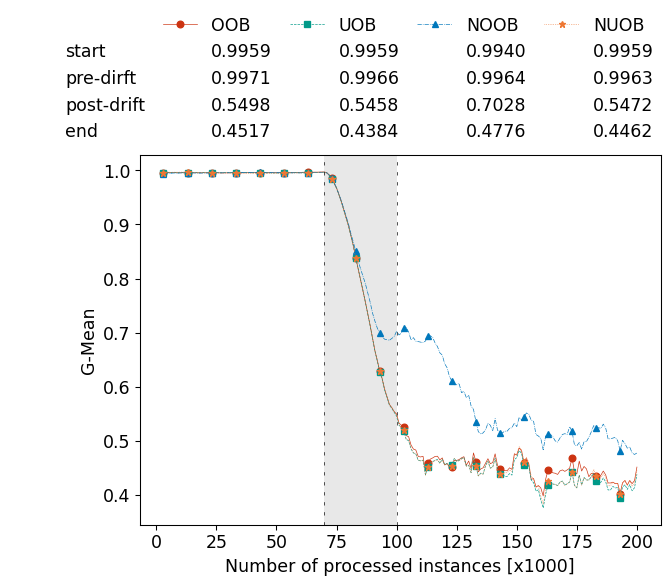 OOB UOB NOOB NUOB
start 0.9959 0.9959 0.9940 0.9959
pre-dirft 0.9971 0.9966 0.9964 0.9963
post-drift 0.5498 0.5458 0.7028 0.5472
end 0.4517 0.4384 0.4776 0.4462
1.0
0.9
0.8
0.7
0.6
0.5
0.4
G-Mean
0 25 50 75 100 125 150 175 200
Number of processed instances [x1000]